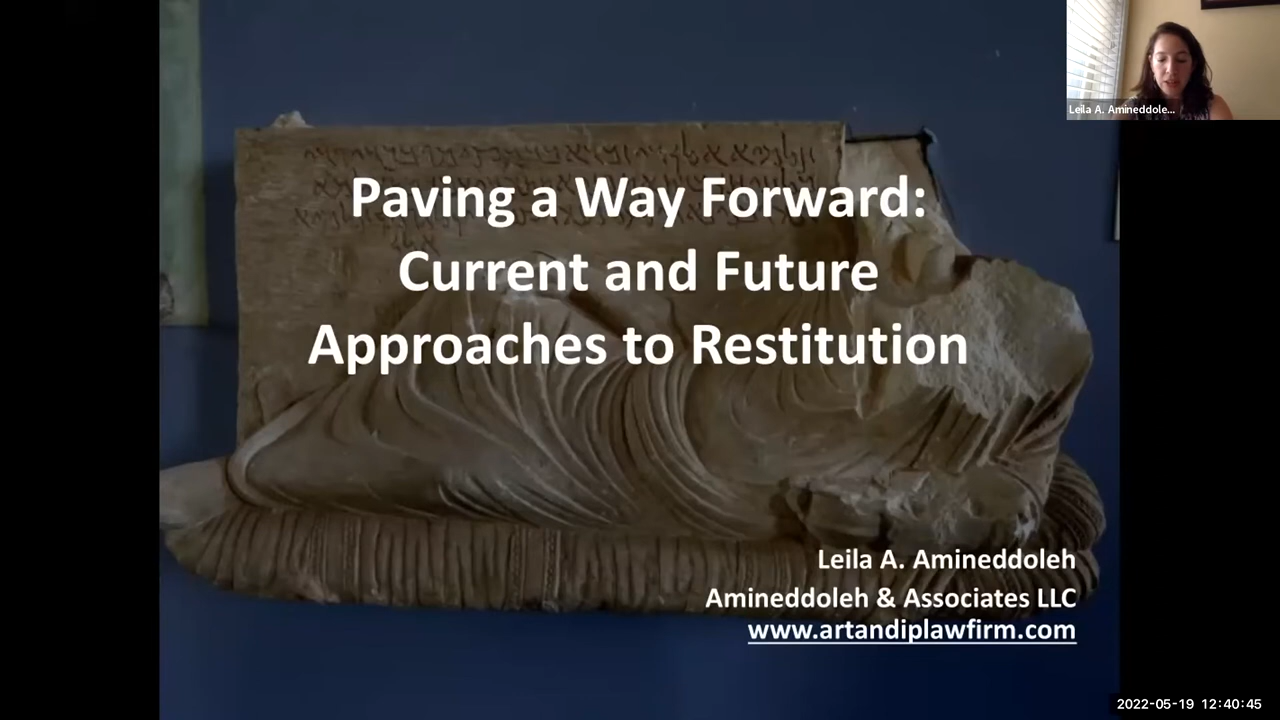 Leila A. Amineddole...
Paving a Way Forward:
Current and Future
Approaches to Restitution
Leila A. Amineddoleh
Amineddoleh & Associates LLC
www.artandiplawfirm.com
2022-05-19 12:40:45